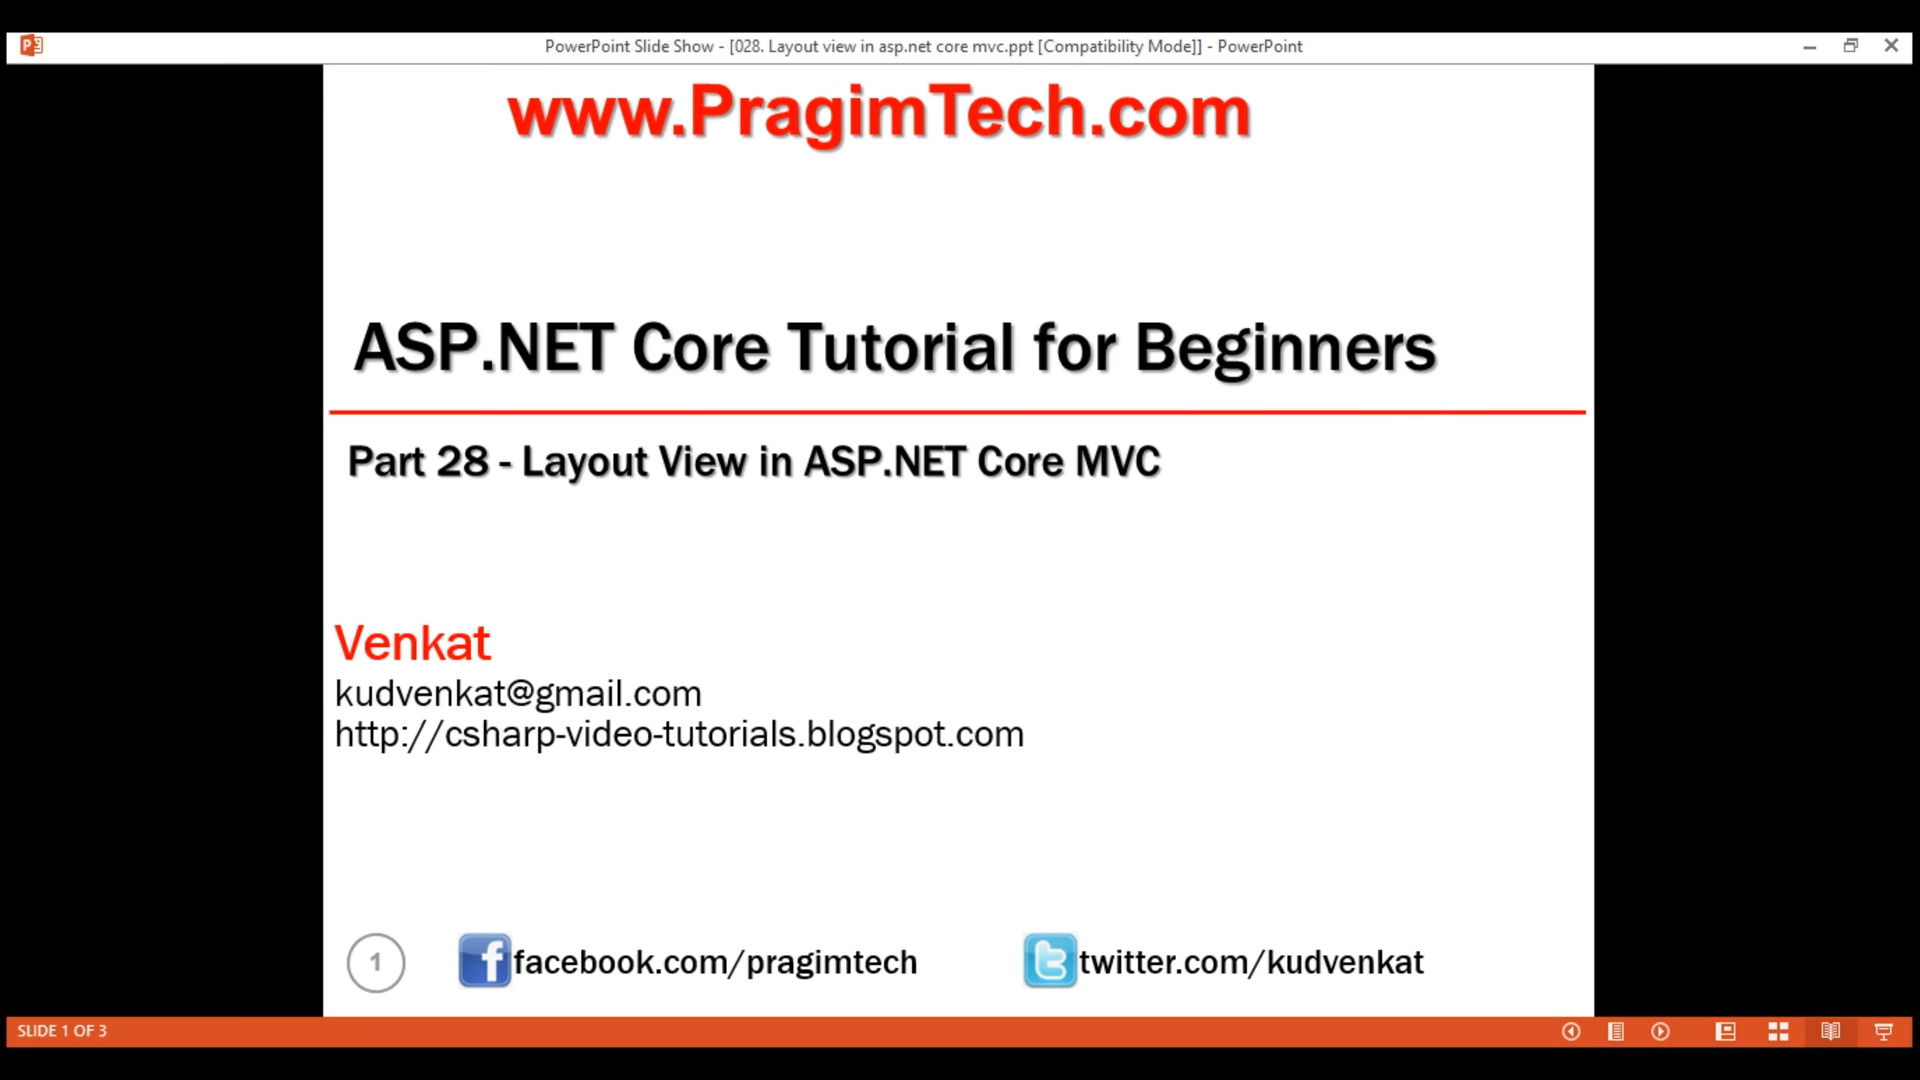 PowerPoint Slide Show - [028. Layout view in asp.net core mvc.ppt [Compatibility Mode]] - PowerPoint
www.PragimTech.com
ASP.NET Core Tutorial for Beginners
Part 28 - Layout View in ASP.NET Core MVC
Venkat
kudvenkat@gmail.com
http://csharp-video-tutorials.blogspot.com
1 facebook.com/pragimtech twitter.com/kudvenkat
SLIDE 1 OF 3